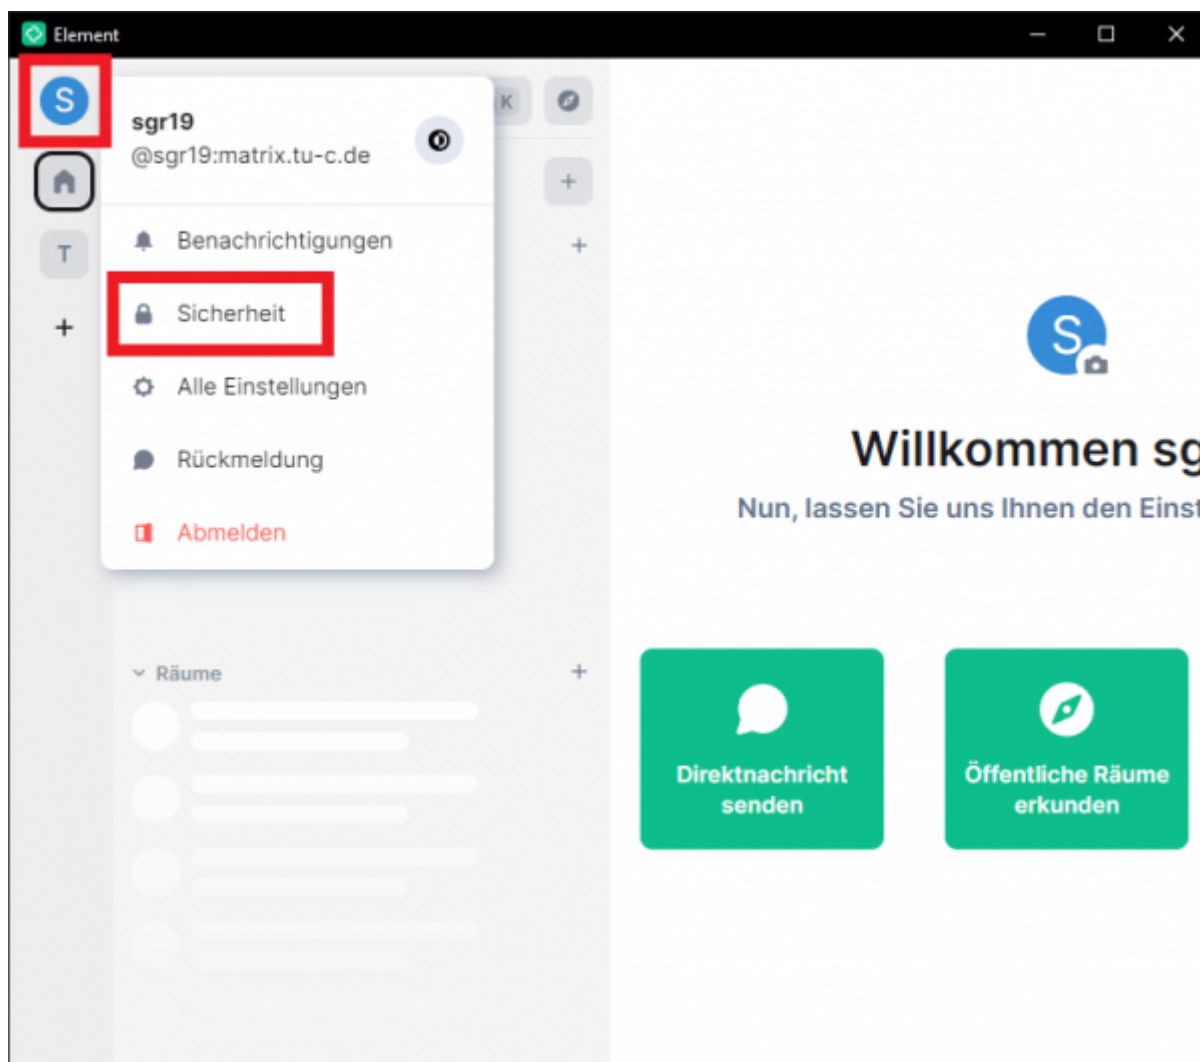 Element
S
sgr19
@sgr19:matrix.tu-c.de
K
T
Benachrichtigungen
Sicherheit
Alle Einstellungen
Rückmeldung
Abmelden
Räume
S
Willkommen sg
Nun, lassen Sie uns Ihnen den Einst
Direktnachricht
senden
Öffentliche Räume
erkunden